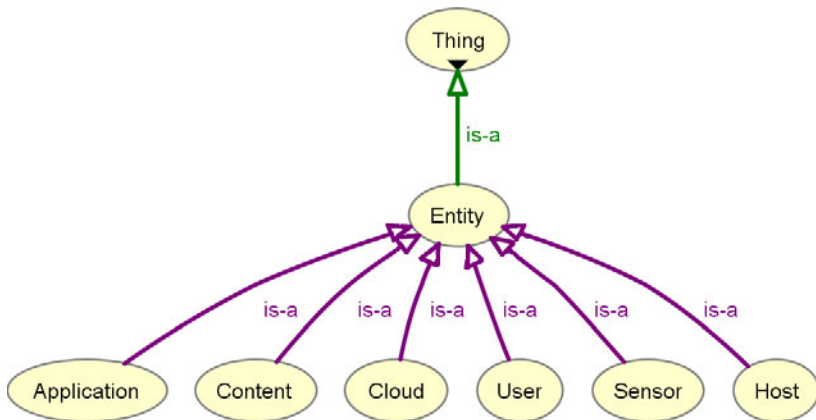 Thing
is-a
Entity
is-a is-a is-a is-a is-a is-a
Application Content Cloud User Sensor Host